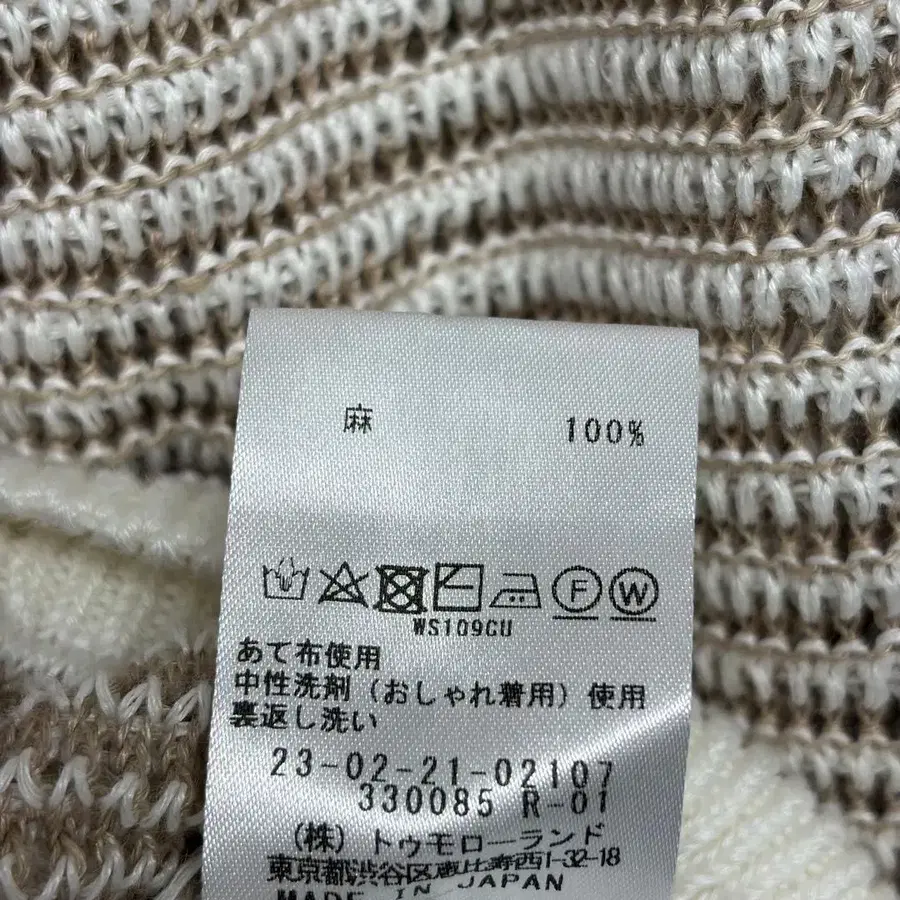 麻 100%
F W
WS109CU
あて布使用
中性洗剤（おしゃれ着用）使用
裏返し洗い
23-02-21-02107
330085 R-01
（株）トゥモローランド
東京都渋谷区恵比寿西1-32-18
MADE IN JAPAN